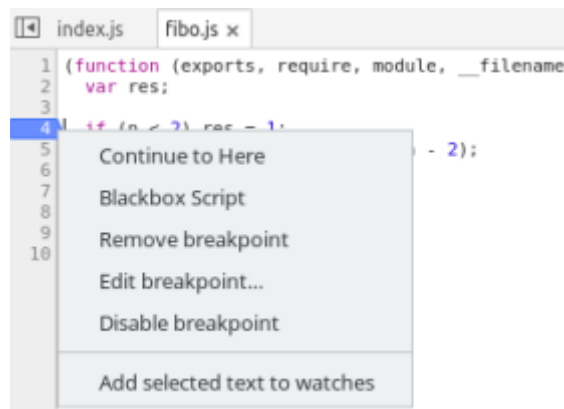 index.js fibo.js ×
1 (function (exports, require, module, __filename
2 var res;
3
4 if (n < 2) res = 1;
5 - 2);
6
7
8
9
10
Continue to Here
Blackbox Script
Remove breakpoint
Edit breakpoint...
Disable breakpoint
Add selected text to watches